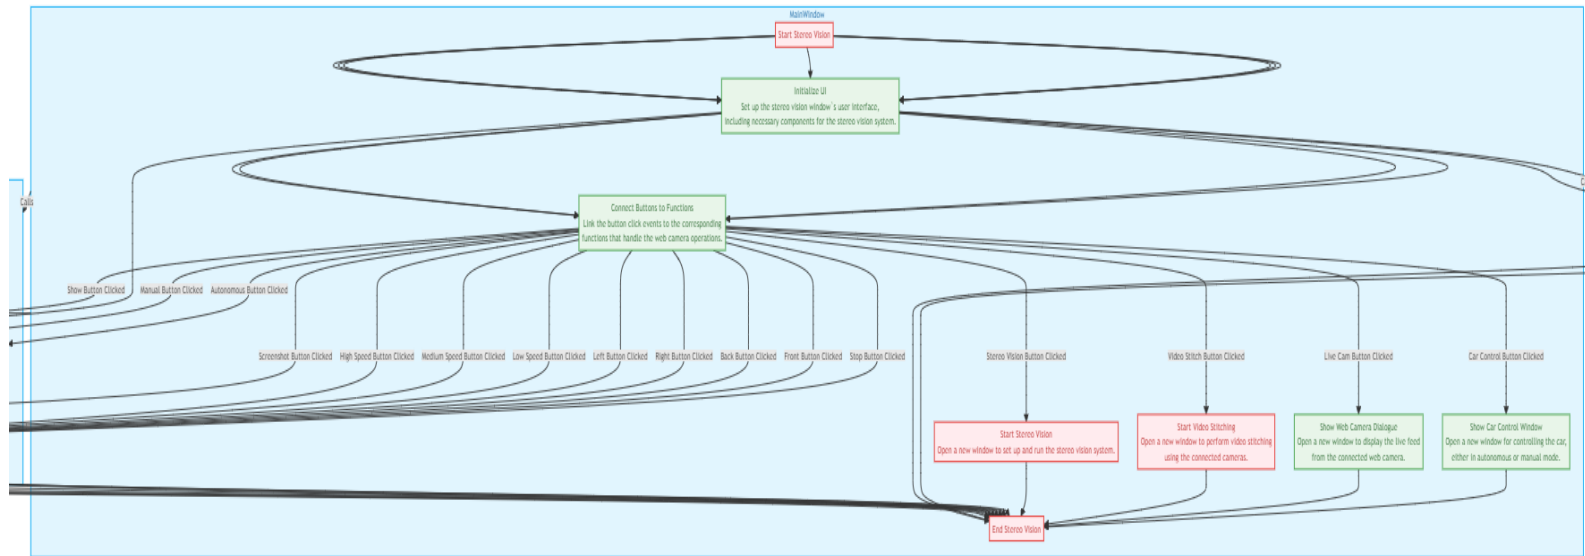 MainWindow
Start Stereo Vision
Initialize UI
Set up the stereo vision window`s user interface,
including necessary components for the stereo vision system.
Calls
Connect Buttons to Functions
Link the button click events to the corresponding
functions that handle the web camera operations.
Show Button Clicked
Manual Button Clicked
Autonomous Button Clicked
Screenshot Button Clicked
High Speed Button Clicked
Medium Speed Button Clicked
Low Speed Button Clicked
Left Button Clicked
Right Button Clicked
Back Button Clicked
Front Button Clicked
Stop Button Clicked
Stereo Vision Button Clicked
Video Stitch Button Clicked
Live Cam Button Clicked
Car Control Button Clicked
Start Stereo Vision
Open a new window to set up and run the stereo vision system.
Start Video Stitching
Open a new window to perform video stitching
using the connected cameras.
Show Web Camera Dialogue
Open a new window to display the live feed
from the connected web camera.
Show Car Control Window
Open a new window for controlling the car,
either in autonomous or manual mode.
End Stereo Vision